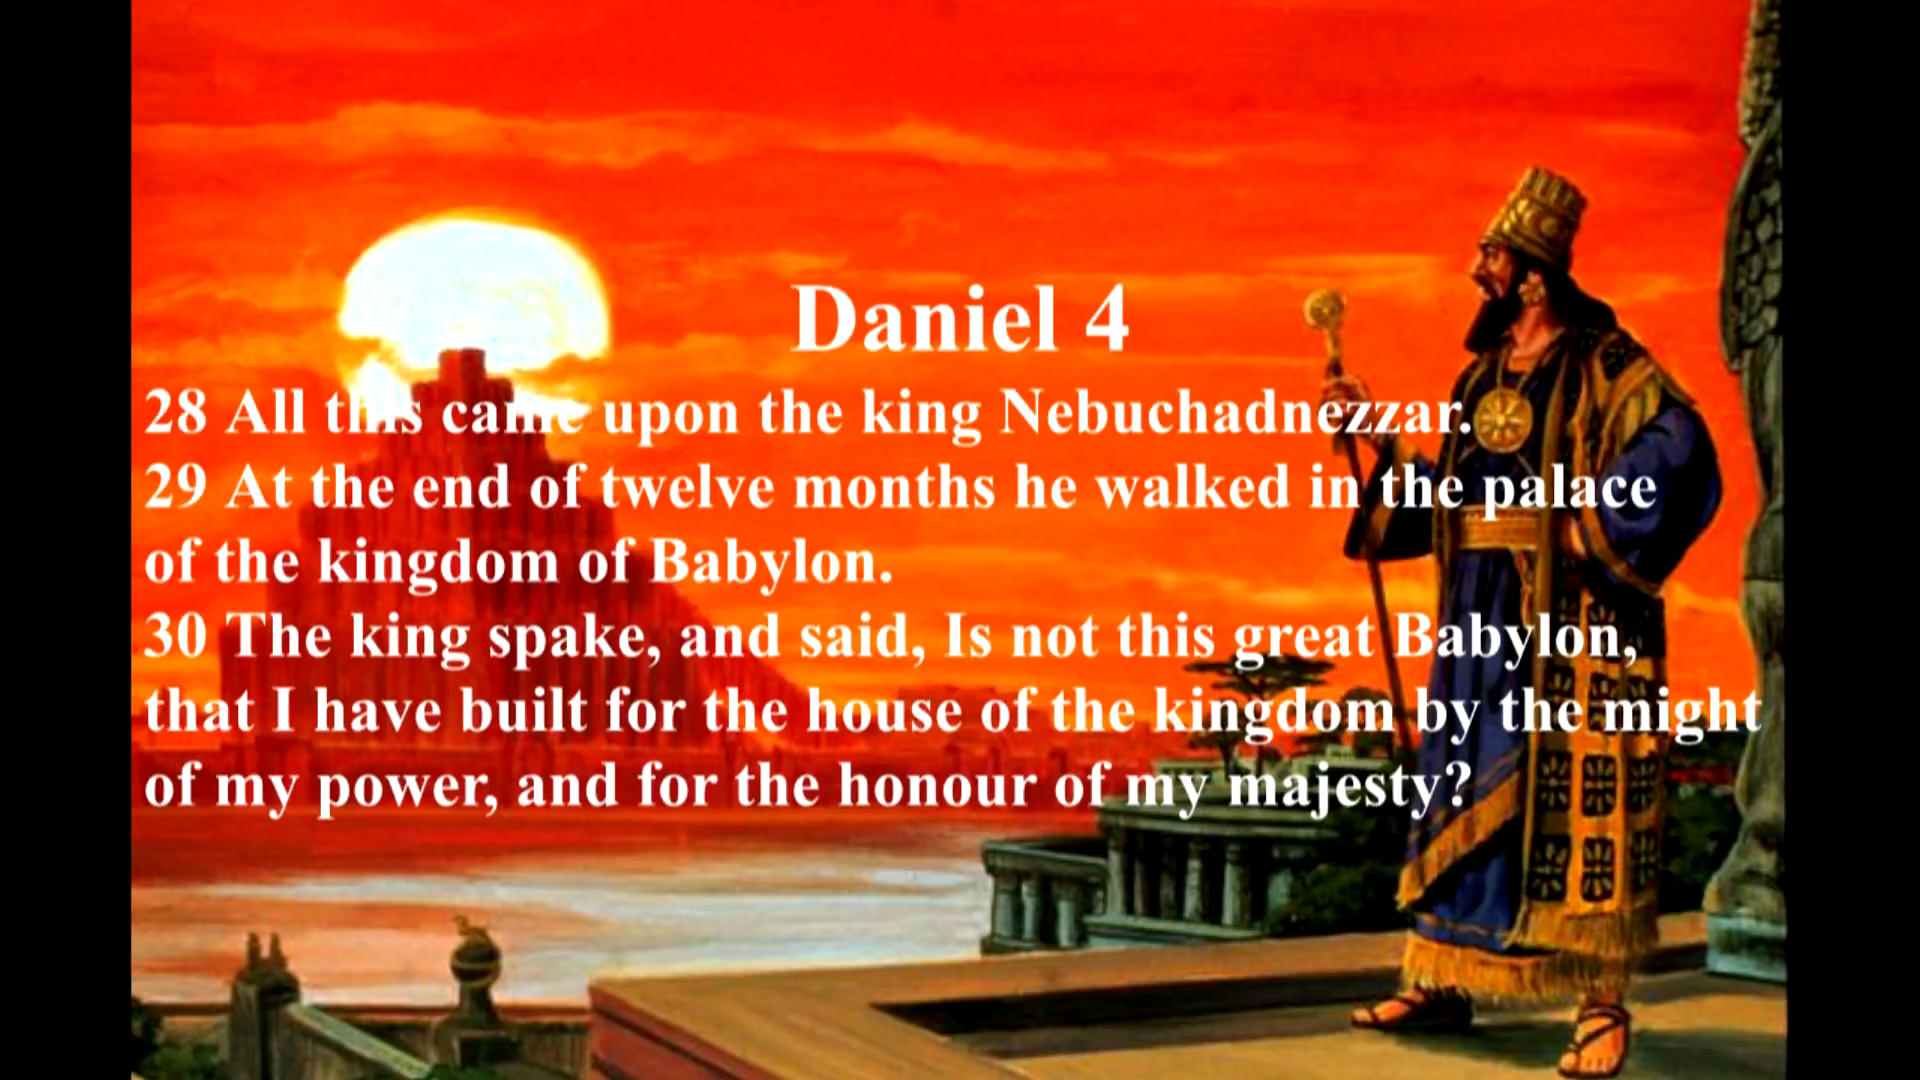 Daniel 4
28 All this came upon the king Nebuchadnezzar.
29 At the end of twelve months he walked in the palace
of the kingdom of Babylon.
30 The king spake, and said, Is not this great Babylon,
that I have built for the house of the kingdom by the might
of my power, and for the honour of my majesty?